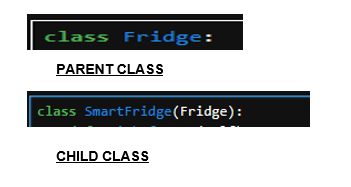 class Fridge:
PARENT CLASS
class SmartFridge(Fridge):
CHILD CLASS